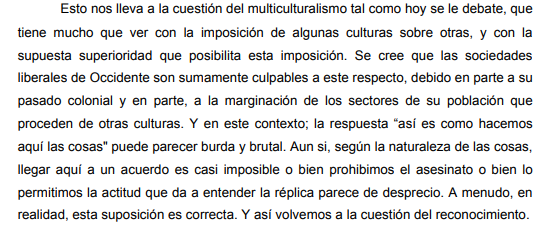 Esto nos lleva a la cuestión del multiculturalismo tal como hoy se le debate, que
tiene mucho que ver con la imposición de algunas culturas sobre otras, y con la
supuesta superioridad que posibilita esta imposición. Se cree que las sociedades
liberales de Occidente son sumamente culpables a este respecto, debido en parte a su
pasado colonial y en parte, a la marginación de los sectores de su población que
proceden de otras culturas. Y en este contexto; la respuesta “así es como hacemos
aquí las cosas" puede parecer burda y brutal. Aun si, según la naturaleza de las cosas,
llegar aquí a un acuerdo es casi imposible o bien prohibimos el asesinato o bien lo
permitimos la actitud que da a entender la réplica parece de desprecio. A menudo, en
realidad, esta suposición es correcta. Y así volvemos a la cuestión del reconocimiento.